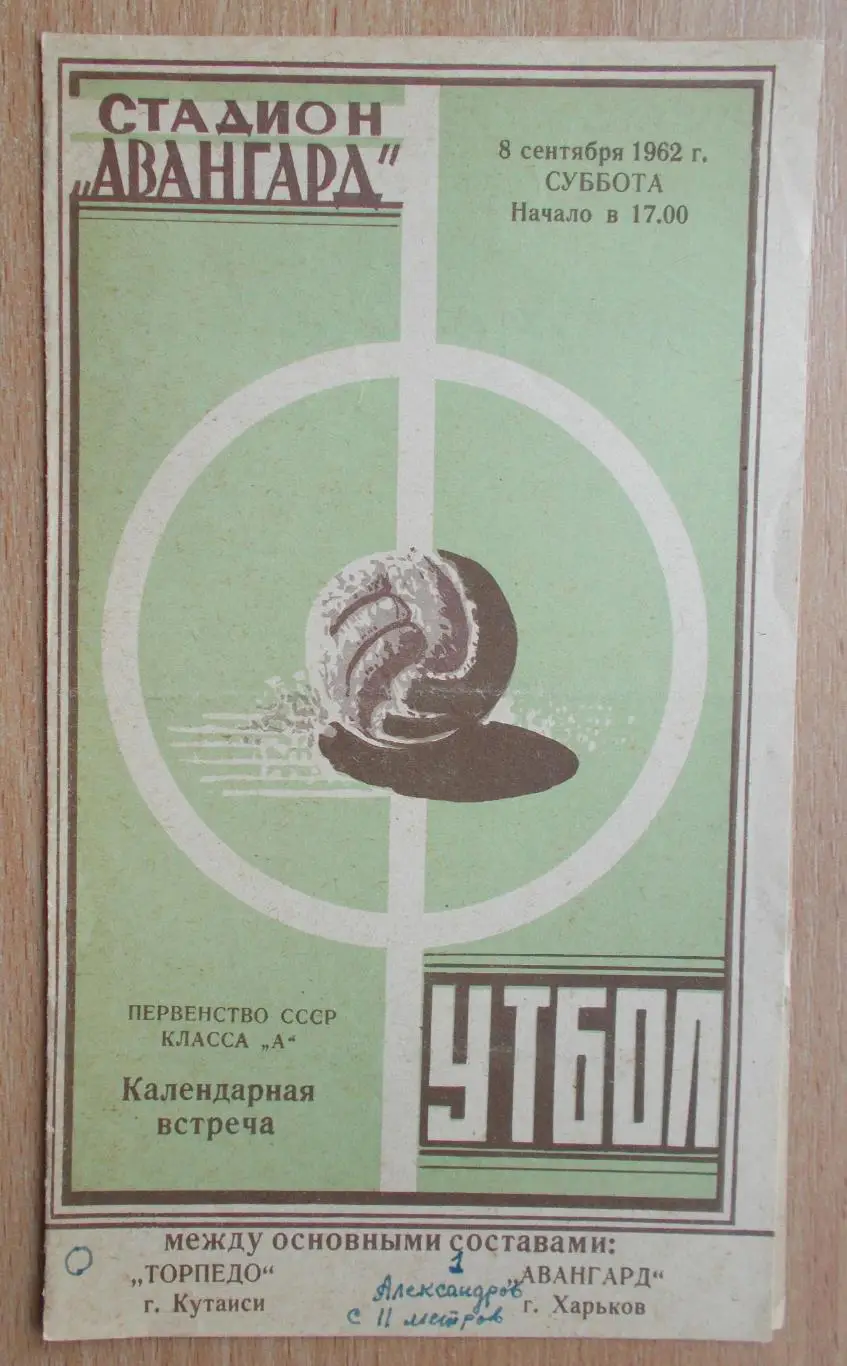 СТАДИОН
„АВАНГАРД"
8 сентября 1962 г.
СУББОТА
Начало в 17.00
ПЕРВЕНСТВО СССР
КЛАССА „А"
Календарная
встреча
УТБОЛ
между основными составами:
0 1
„ТОРПЕДО" „АВАНГАРД"
г. Кутаиси г. Харьков
Александров
с 11 метров